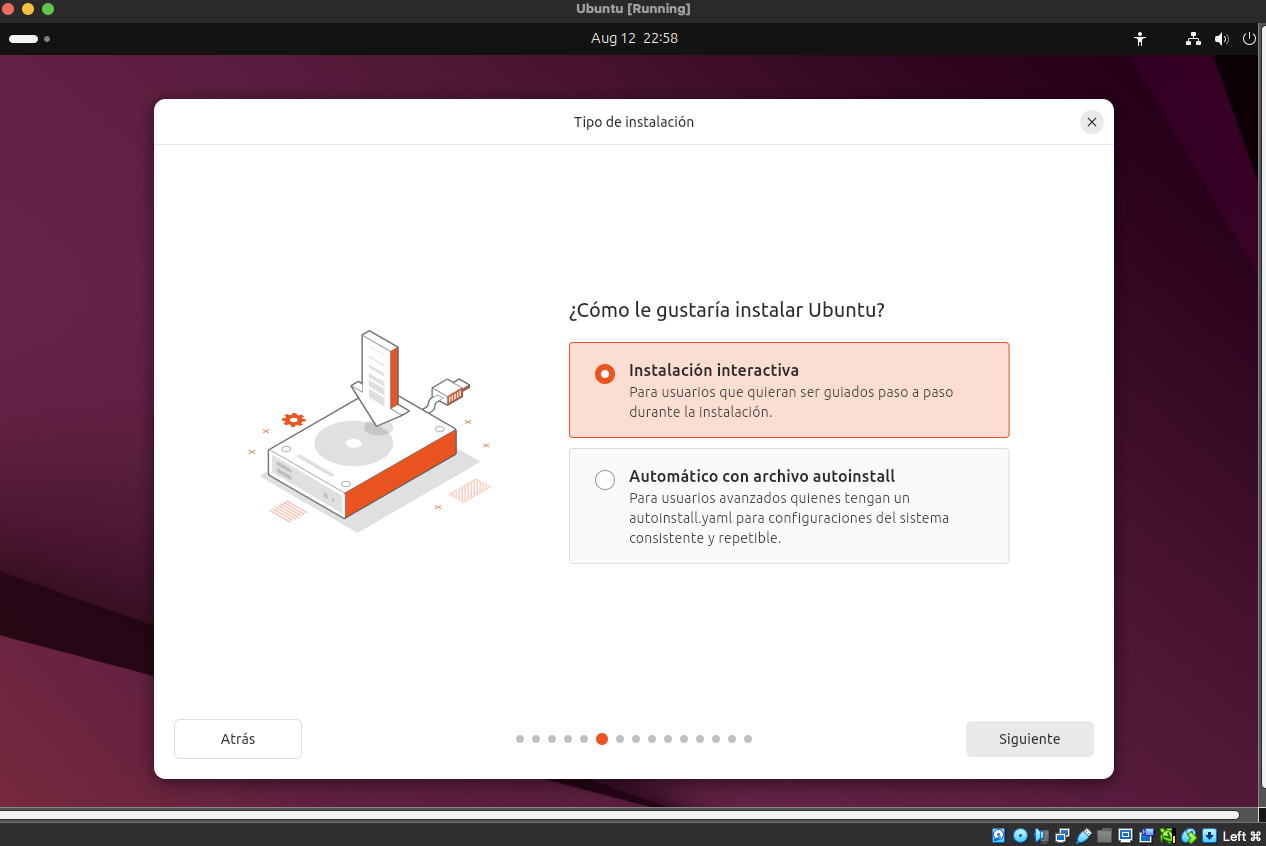 Ubuntu [Running]
Aug 12 22:58
Tipo de instalación
¿Cómo le gustaría instalar Ubuntu?
Instalación interactiva
Para usuarios que quieran ser guiados paso a paso
durante la instalación.
Automático con archivo autoinstall
Para usuarios avanzados quienes tengan un
autoinstall.yaml para configuraciones del sistema
consistente y repetible.
Atrás
Siguiente
Left ⌘